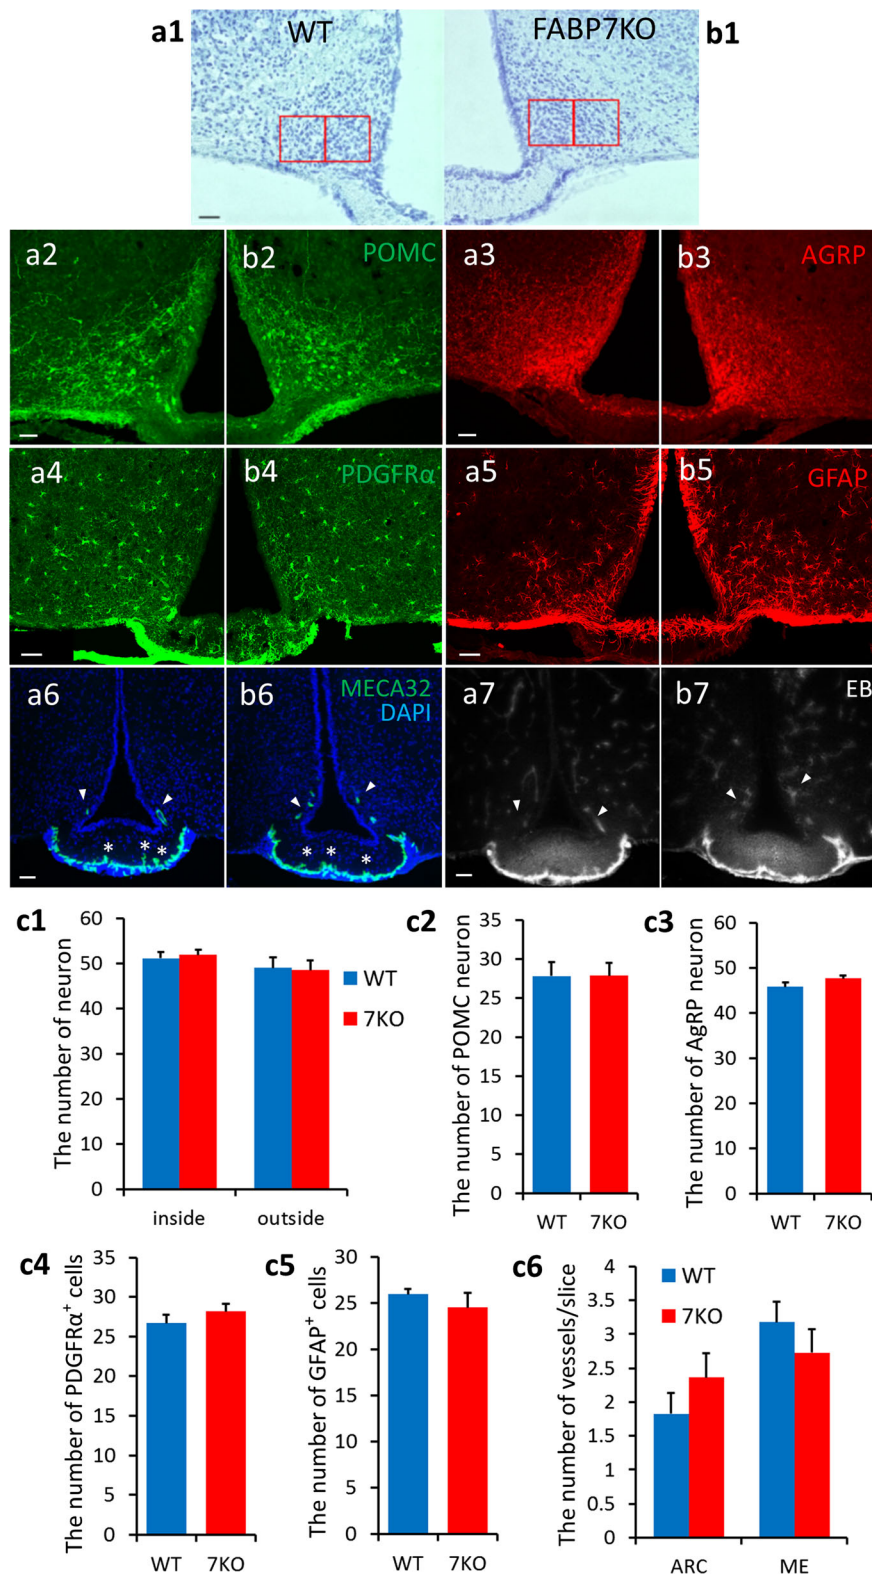 a1 WT FABP7KO b1
a2 b2 POMC a3 b3 AGRP
a4 b4 PDGFRα a5 b5 GFAP
a6 b6 MECA32 a7 b7 EB
DAPI
* * * * * *
c1
The number of neuron
60
50
40
30
20
10
0
inside outside
WT
7KO
c2
The number of POMC neuron
35
30
25
20
15
10
5
0
WT 7KO
c3
The number of AgRP neuron
60
50
40
30
20
10
0
WT 7KO
c4
The number of PDGFRα+ cells
35
30
25
20
15
10
5
0
WT 7KO
c5
The number of GFAP+ cells
30
25
20
15
10
5
0
WT 7KO
c6
The number of vessels/slice
4
3.5
3
2.5
2
1.5
1
0.5
0
ARC ME
WT
7KO